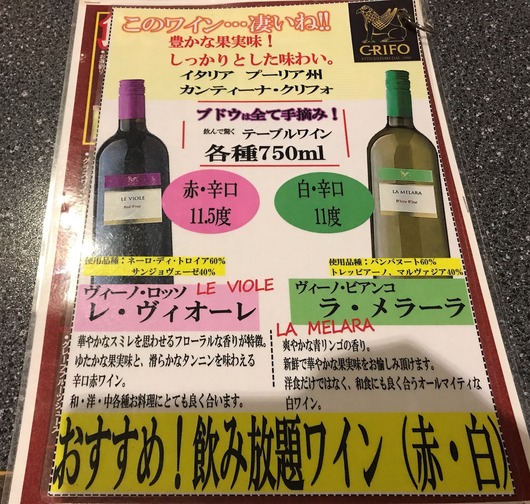 このワイン…凄いね!!
豊かな果実味！
しっかりとした味わい。
イタリア　プーリア州
カンティーナ・クリフォ
GRIFO
ブドウは全て手摘み！
飲んで驚く テーブルワイン
各種750ml
赤・辛口
11.5度
白・辛口
11度
LE VIOLE
Red Wine
LA MELARA
White Wine
使用品種：ネーロ・ディ・トロイア60%
サンジョヴェーゼ40%
使用品種：バンパヌート60%
トレッビアーノ、マルヴァジア40%
ヴィーノ・ロッソ LE VIOLE
レ・ヴィオーレ
華やかなスミレを思わせるフローラルな香りが特徴。
ゆたかな果実味と、滑らかなタンニンを味わえる
辛口赤ワイン。
和・洋・中各種お料理にとても良く合います。
ヴィーノ・ビアンコ
ラ・メラーラ
LA MELARA
爽やかな青リンゴの香り。
新鮮で華やかな果実味をお愉しみ頂けます。
洋食だけではなく、和食にも良く合うオールマイティな
白ワイン。
おすすめ！飲み放題ワイン（赤・白）